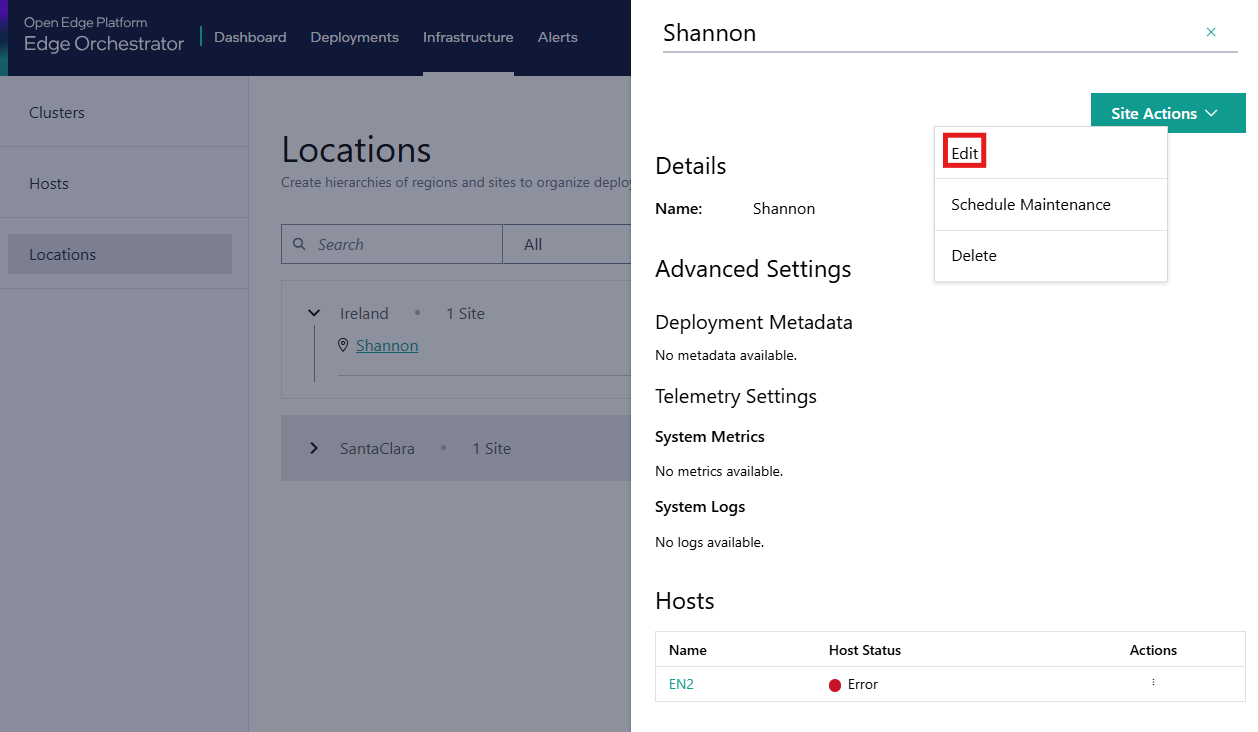 Open Edge Platform
Edge Orchestrator
Dashboard Deployments Infrastructure Alerts
Clusters
Hosts
Locations
Locations
Create hierarchies of regions and sites to organize deplo
Search All
Ireland • 1 Site
Shannon
SantaClara • 1 Site
Shannon
Site Actions
Edit
Schedule Maintenance
Delete
Details
Name: Shannon
Advanced Settings
Deployment Metadata
No metadata available.
Telemetry Settings
System Metrics
No metrics available.
System Logs
No logs available.
Hosts
Name Host Status Actions
EN2 Error